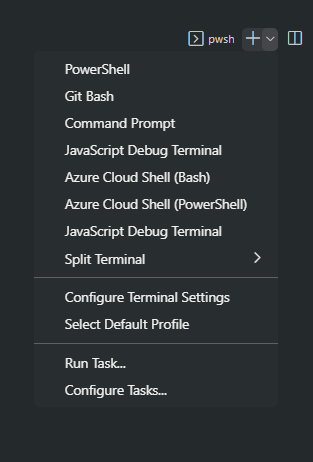 pwsh
PowerShell
Git Bash
Command Prompt
JavaScript Debug Terminal
Azure Cloud Shell (Bash)
Azure Cloud Shell (PowerShell)
JavaScript Debug Terminal
Split Terminal
Configure Terminal Settings
Select Default Profile
Run Task...
Configure Tasks...